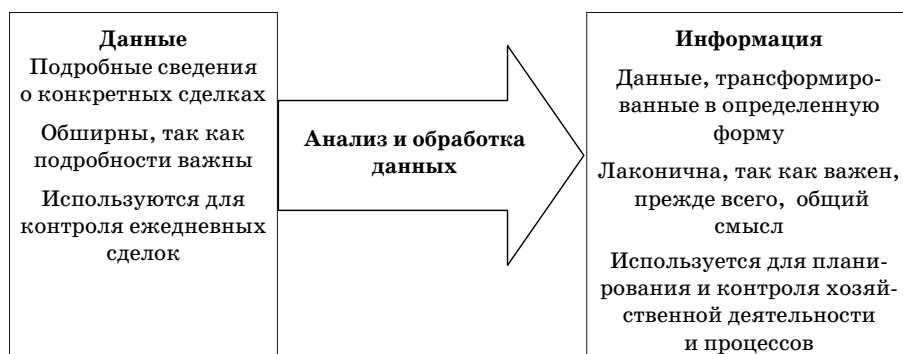 Данные
Подробные сведения
о конкретных сделках
Обширны, так как
подробности важны
Используются для
контроля ежедневных
сделок
Анализ и обработка
данных
Информация
Данные, трансформиро-
ванные в определенную
форму
Лаконична, так как важен,
прежде всего, общий
смысл
Используется для плани-
рования и контроля хозяй-
ственной деятельности
и процессов